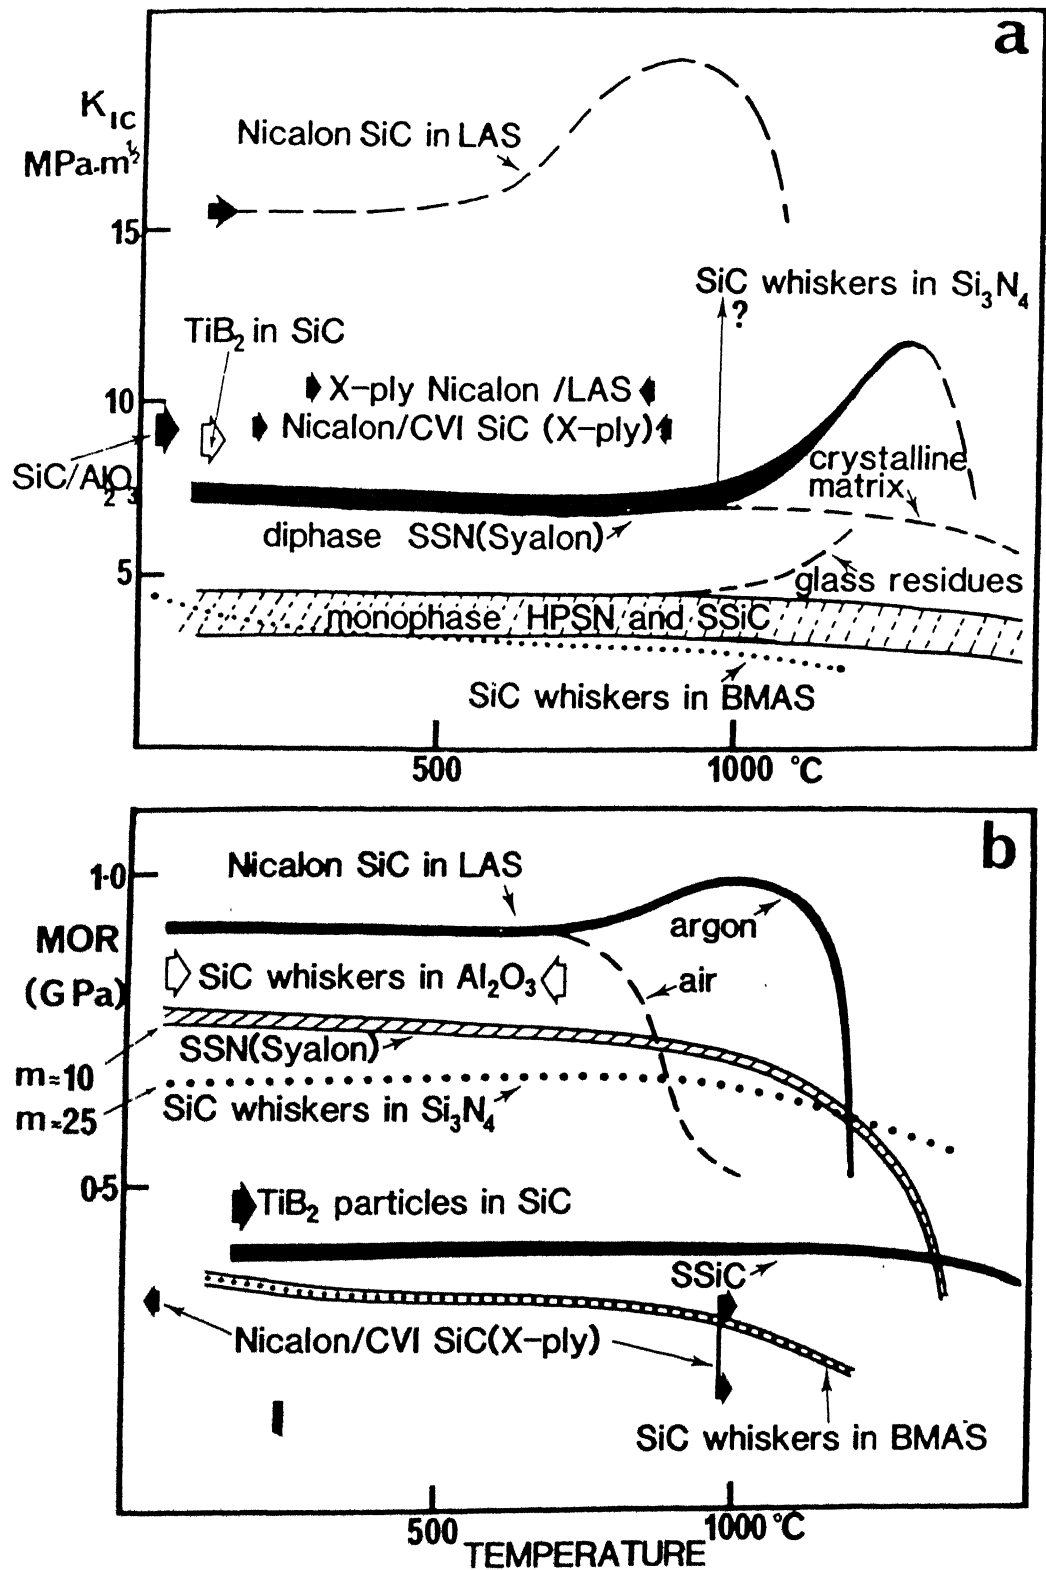 a
K_IC
MPa·m^½
Nicalon SiC in LAS
15
SiC whiskers in Si₃N₄
?
TiB₂ in SiC
10
X-ply Nicalon /LAS
Nicalon/CVI SiC (X-ply)
SiC/Al₂O₃
crystalline
matrix
diphase SSN(Syalon)
5
glass residues
monophase HPSN and SSiC
SiC whiskers in BMAS
500
1000 °C
b
Nicalon SiC in LAS
1·0
argon
MOR
(GPa)
SiC whiskers in Al₂O₃
air
SSN(Syalon)
m≈10
m≈25
SiC whiskers in Si₃N₄
0·5
TiB₂ particles in SiC
SSiC
Nicalon/CVI SiC(X-ply)
SiC whiskers in BMAS
500
1000 °C
TEMPERATURE